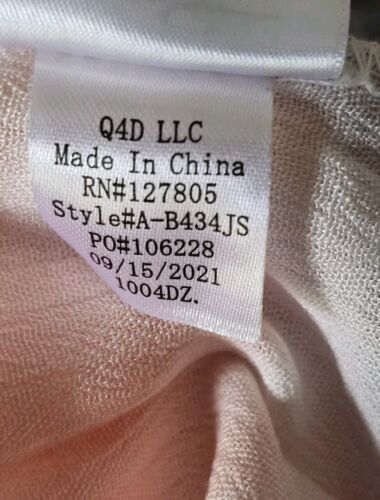 Q4D LLC
Made In China
RN#127805
Style#A-B434JS
PO#106228
09/15/2021
1004DZ.